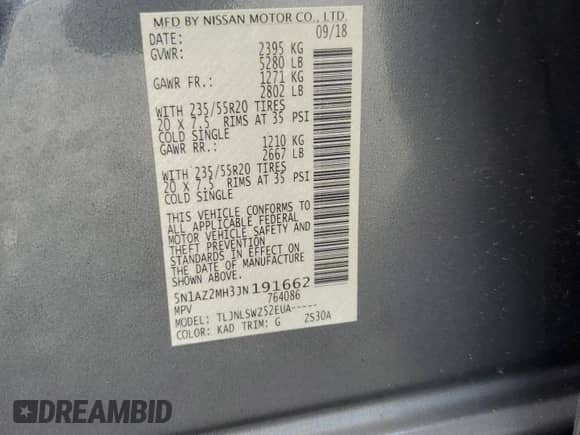 MFD BY NISSAN MOTOR CO., LTD.
DATE: 09/18
GVWR: 2395 KG
5280 LB
GAWR FR.: 1271 KG
2802 LB
WITH 235/55R20 TIRES
20 X 7.5 RIMS AT 35 PSI
COLD SINGLE
GAWR RR.: 1210 KG
2667 LB
WITH 235/55R20 TIRES
20 X 7.5 RIMS AT 35 PSI
COLD SINGLE
THIS VEHICLE CONFORMS TO
ALL APPLICABLE FEDERAL
MOTOR VEHICLE SAFETY AND
THEFT PREVENTION
STANDARDS IN EFFECT ON
THE DATE OF MANUFACTURE
SHOWN ABOVE.
5N1AZ2MH3JN191662
MPV 764086
MODEL: TLJNLSWZ52EUA-----
COLOR: KAD TRIM: G ZS30A
DREAMBID